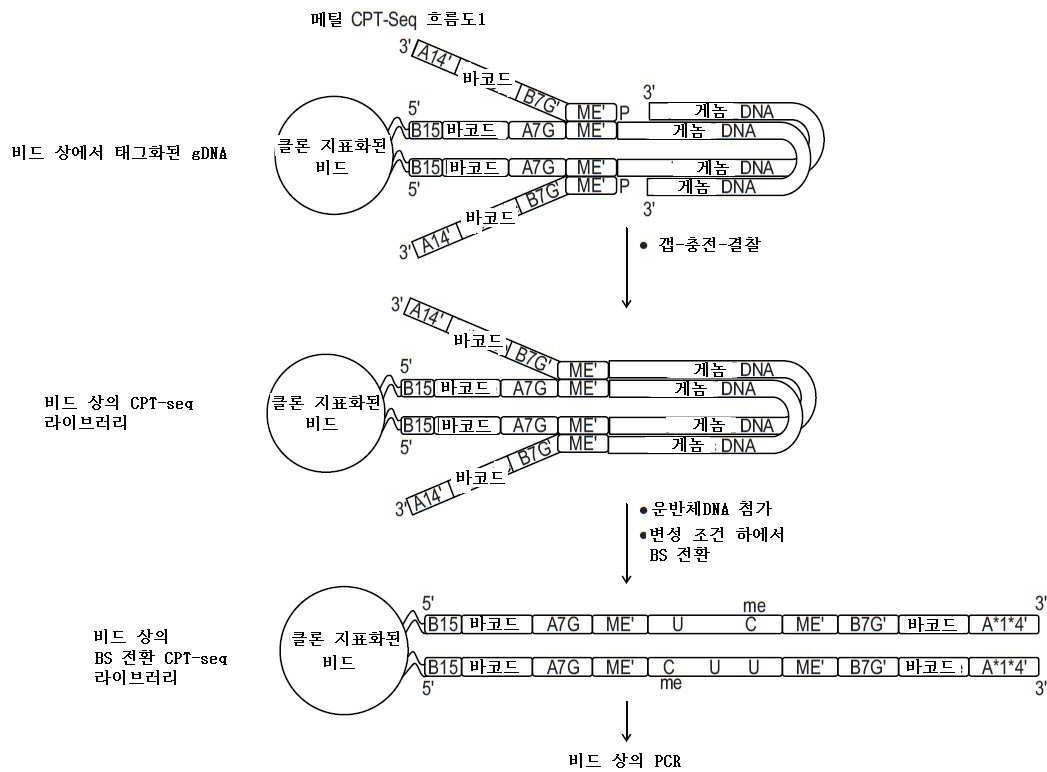 메틸 CPT-Seq 흐름도1
3' A14' 바코드 B7G' ME' P 3' 게놈 DNA
5' B15 바코드 A7G ME' 게놈 DNA
클론 지표화된
비드
비드 상에서 태그화된 gDNA
B15 바코드 A7G ME' 게놈 DNA
5' 3' A14' 바코드 B7G' ME' P 게놈 DNA
3'
● 갭-충전-결찰
3' A14' 바코드 B7G' ME' 게놈 DNA
5' B15 바코드 A7G ME' 게놈 DNA
클론 지표화된
비드
비드 상의 CPT-seq
라이브러리
B15 바코드 A7G ME' 게놈 DNA
5' 3' A14' 바코드 B7G' ME' 게놈 DNA
● 운반체DNA 첨가
● 변성 조건 하에서
BS 전환
5' me 3'
B15 바코드 A7G ME' U C ME' B7G' 바코드 A*1*4'
클론 지표화된
비드
비드 상의
BS 전환 CPT-seq
라이브러리
B15 바코드 A7G ME' C U U ME' B7G' 바코드 A*1*4'
5' me 3'
비드 상의 PCR